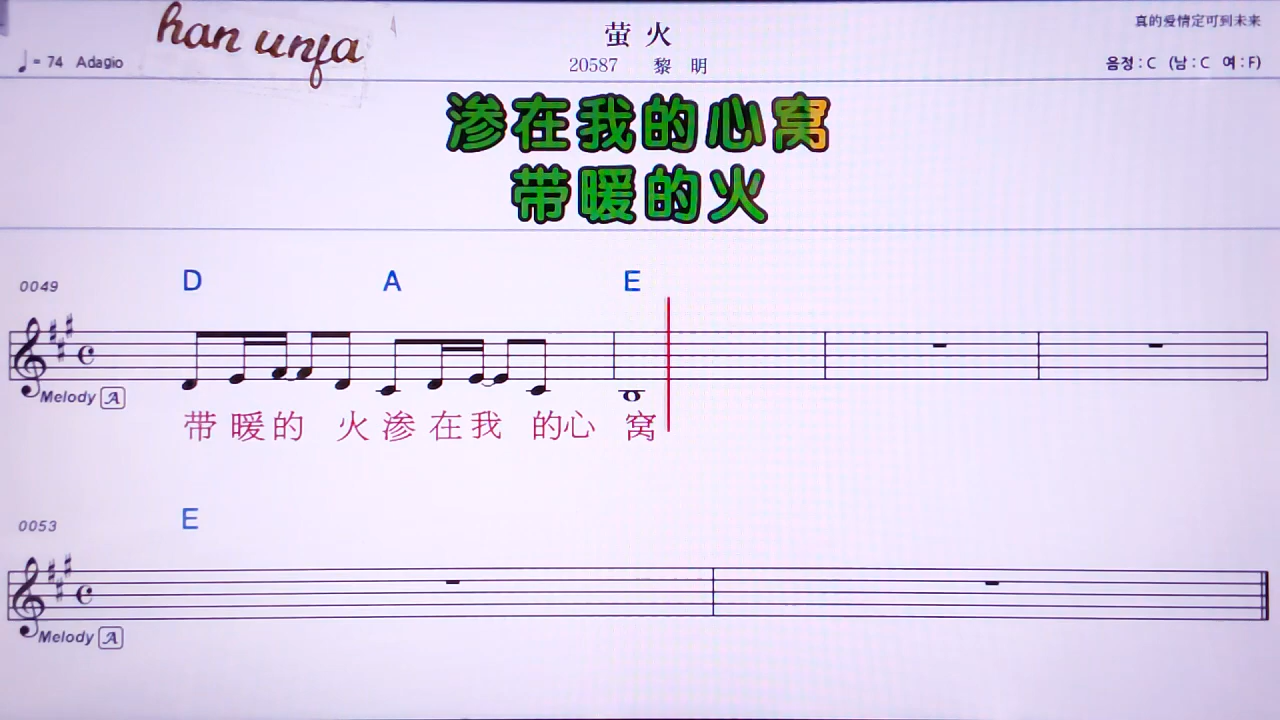 han unfa
♩= 74 Adagio
萤 火
20587 黎 明
真的爱情定可到未来
음정 : C (남 : C 여 : F)
渗在我的心窝
带暖的火
0049
D A E
Melody A
带 暖 的 火 渗 在 我 的心 窝
0053
E
Melody A